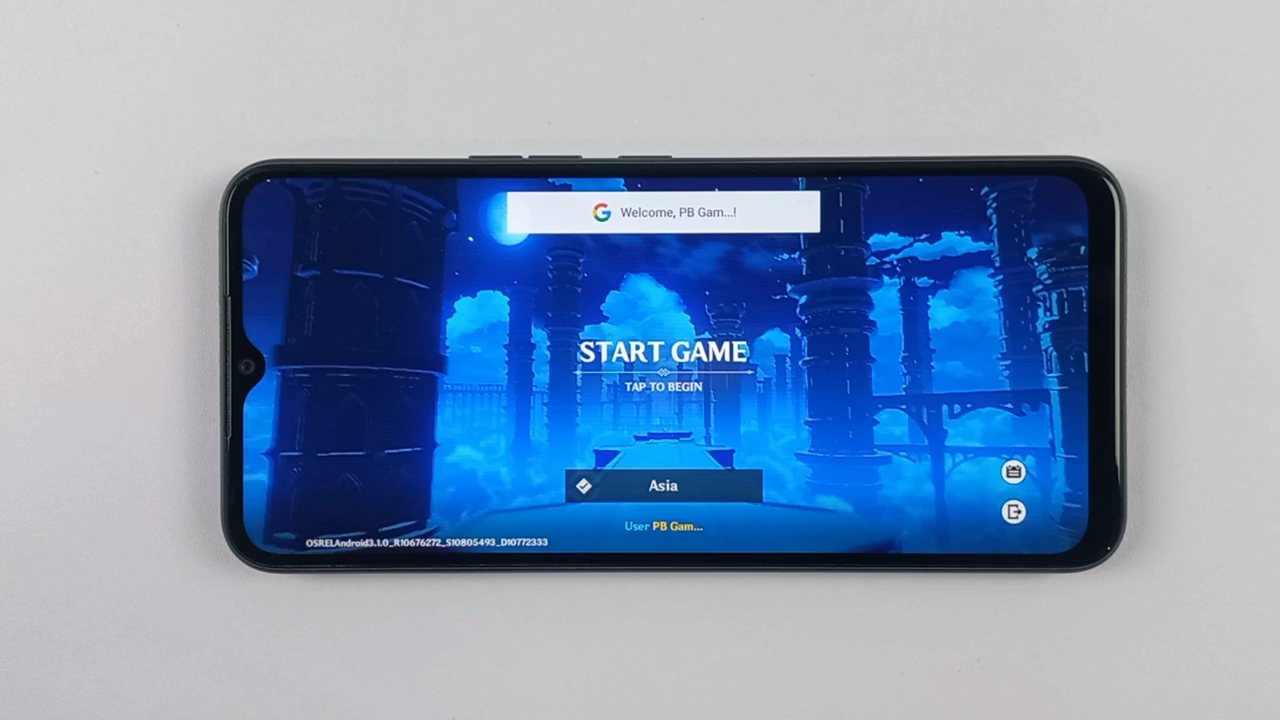 Welcome, PB Gam...!
START GAME
TAP TO BEGIN
Asia
User PB Gam...
OSRELAndroid3.1.0_R10676272_S10805493_D10772333